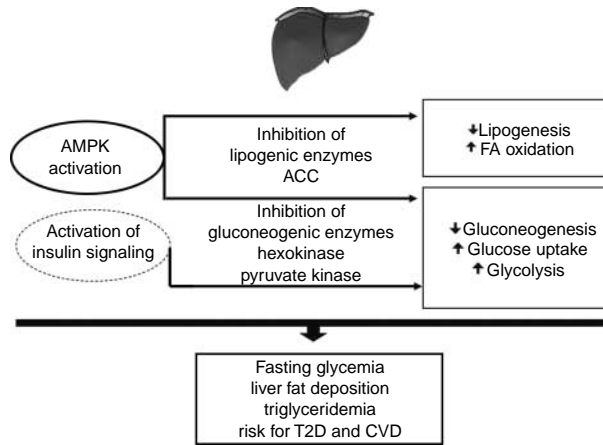 AMPK
activation
Inhibition of
lipogenic enzymes
ACC
↓Lipogenesis
↑ FA oxidation
Activation of
insulin signaling
Inhibition of
gluconeogenic enzymes
hexokinase
pyruvate kinase
↓Gluconeogenesis
↑ Glucose uptake
↑ Glycolysis
Fasting glycemia
liver fat deposition
triglyceridemia
risk for T2D and CVD